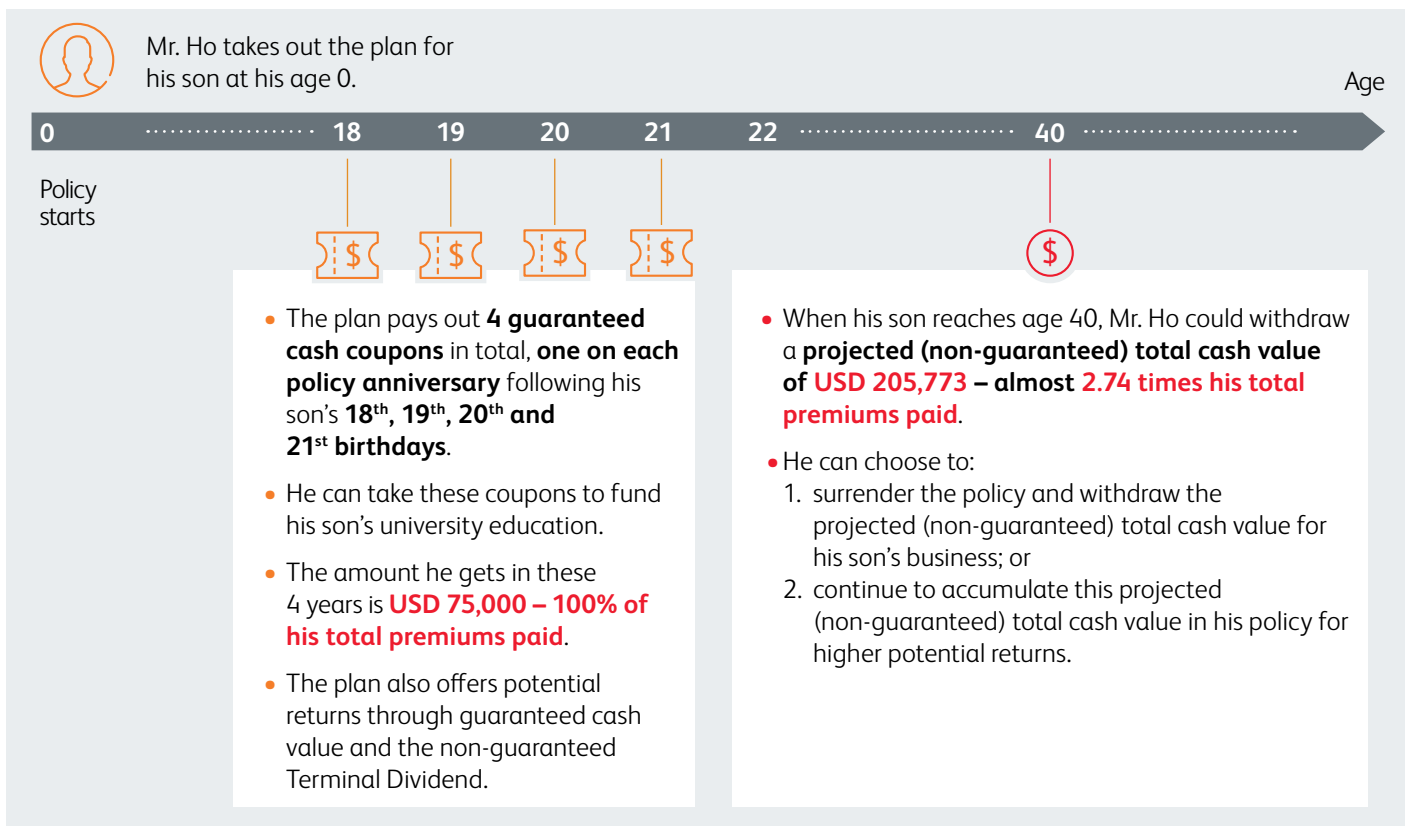 Mr. Ho takes out the plan for
his son at his age 0.
Age
0 18 19 20 21 22 40
Policy
starts
$ $ $ $ $
• The plan pays out 4 guaranteed
cash coupons in total, one on each
policy anniversary following his
son’s 18th, 19th, 20th and
21st birthdays.
• He can take these coupons to fund
his son’s university education.
• The amount he gets in these
4 years is USD 75,000 – 100% of
his total premiums paid.
• The plan also offers potential
returns through guaranteed cash
value and the non-guaranteed
Terminal Dividend.
• When his son reaches age 40, Mr. Ho could withdraw
a projected (non-guaranteed) total cash value
of USD 205,773 – almost 2.74 times his total
premiums paid.
• He can choose to:
1. surrender the policy and withdraw the
projected (non-guaranteed) total cash value for
his son’s business; or
2. continue to accumulate this projected
(non-guaranteed) total cash value in his policy for
higher potential returns.